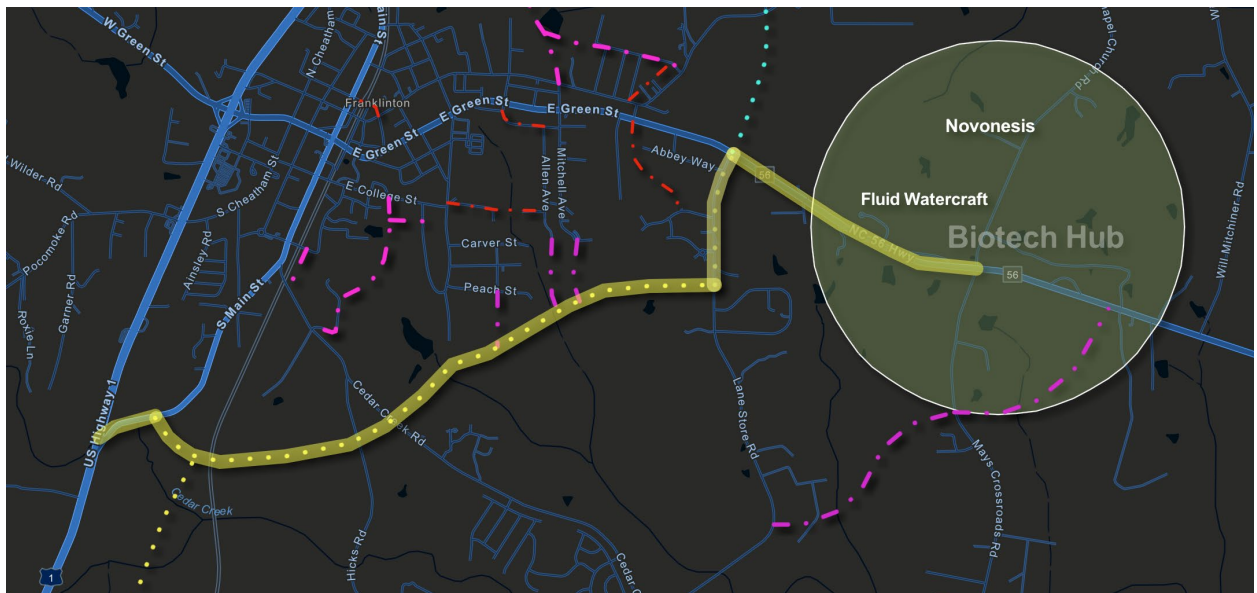 W Green St
N Cheatham
ain St
Franklinton
E Green St
E Green St
E Green St
Abbey Way
Allen Ave
Mitchell Ave
E College St
S Cheatham St
Wilder Rd
Pocomoke Rd
Ainsley Rd
Garner Rd
Roxie Ln
S Main St
Carver St
Peach St
US Highway 1
Cedar Creek Rd
Cedar Creek
Hicks Rd
Cedar C
Lane Store Rd
Mays Crossroads Rd
apel Church Rd
W
Will Mitchiner Rd
Novonesis
Fluid Watercraft
Biotech Hub
NC-56 Hwy
56
56
1